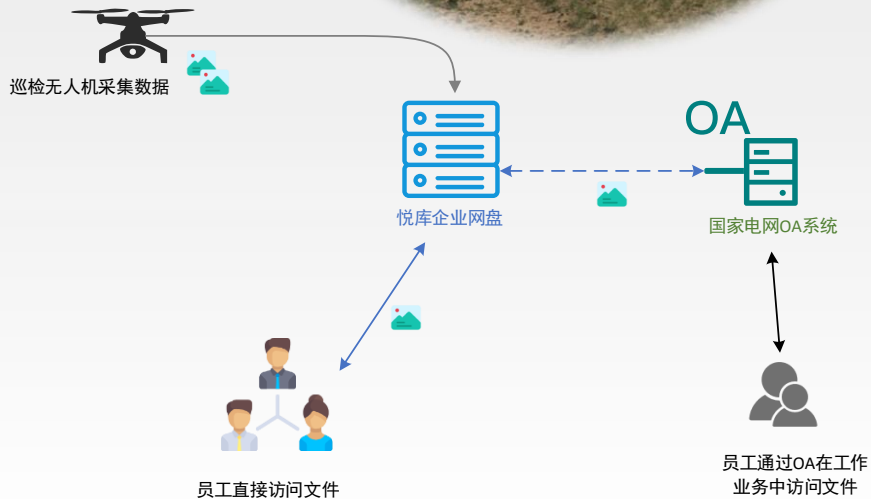 巡检无人机采集数据
OA
悦库企业网盘
国家电网OA系统
员工直接访问文件
员工通过OA在工作
业务中访问文件